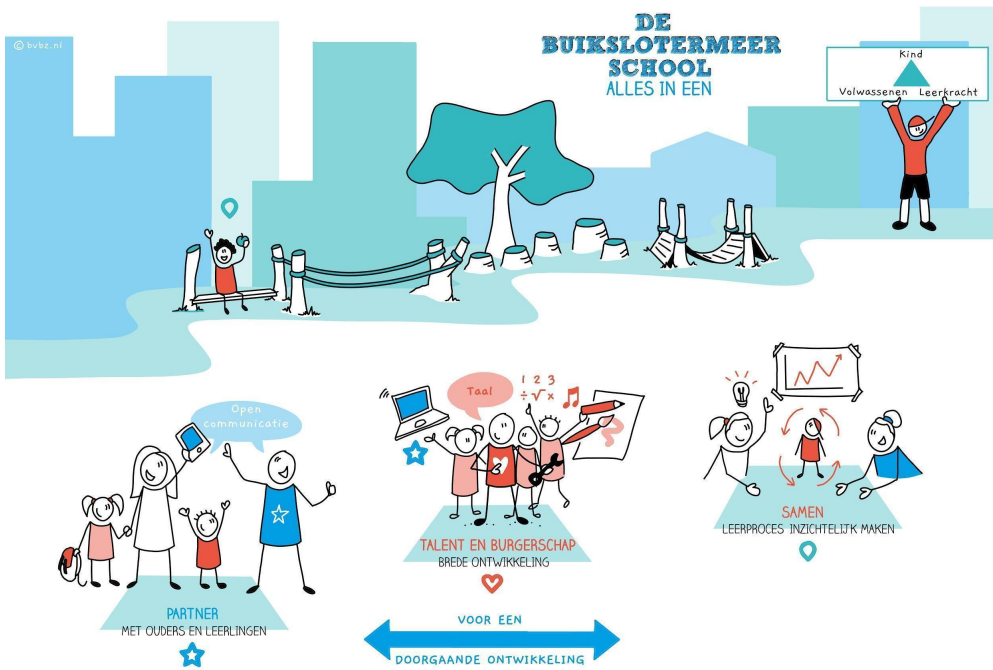 © bvbz.nl
DE
BUIKSLOTERMEER
SCHOOL
ALLES IN EEN
Kind
Volwassenen Leerkracht
Open
communicatie
Taal
1 2 3
÷ √ x
PARTNER
MET OUDERS EN LEERLINGEN
TALENT EN BURGERSCHAP
BREDE ONTWIKKELING
SAMEN
LEERPROCES INZICHTELIJK MAKEN
VOOR EEN
DOORGAANDE ONTWIKKELING